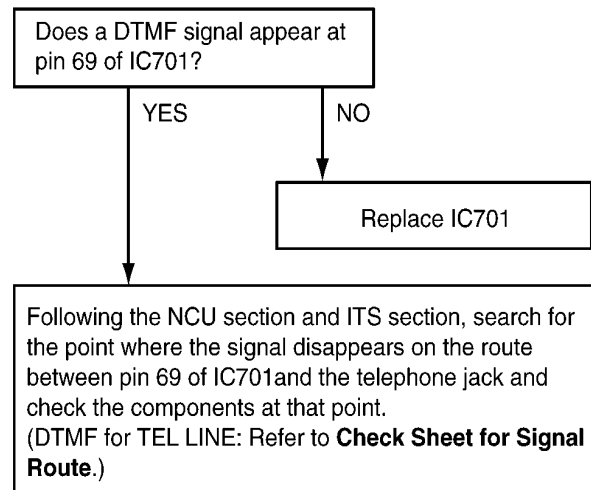 Does a DTMF signal appear at
pin 69 of IC701?
YES
NO
Replace IC701
Following the NCU section and ITS section, search for
the point where the signal disappears on the route
between pin 69 of IC701and the telephone jack and
check the components at that point.
(DTMF for TEL LINE: Refer to Check Sheet for Signal
Route.)